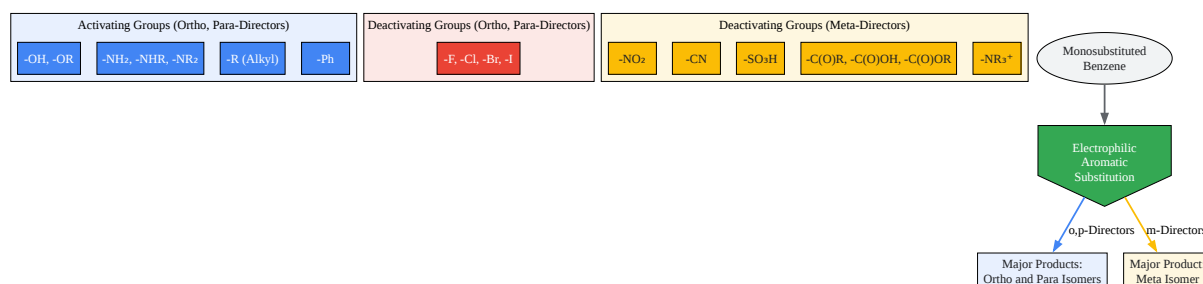 Activating Groups (Ortho, Para-Directors)
-OH, -OR
-NH₂, -NHR, -NR₂
-R (Alkyl)
-Ph
Deactivating Groups (Ortho, Para-Directors)
-F, -Cl, -Br, -I
Deactivating Groups (Meta-Directors)
-NO₂
-CN
-SO₃H
-C(O)R, -C(O)OH, -C(O)OR
-NR₃⁺
Monosubstituted
Benzene
Electrophilic
Aromatic
Substitution
o,p-Directors
m-Directors
Major Products:
Ortho and Para Isomers
Major Product:
Meta Isomer